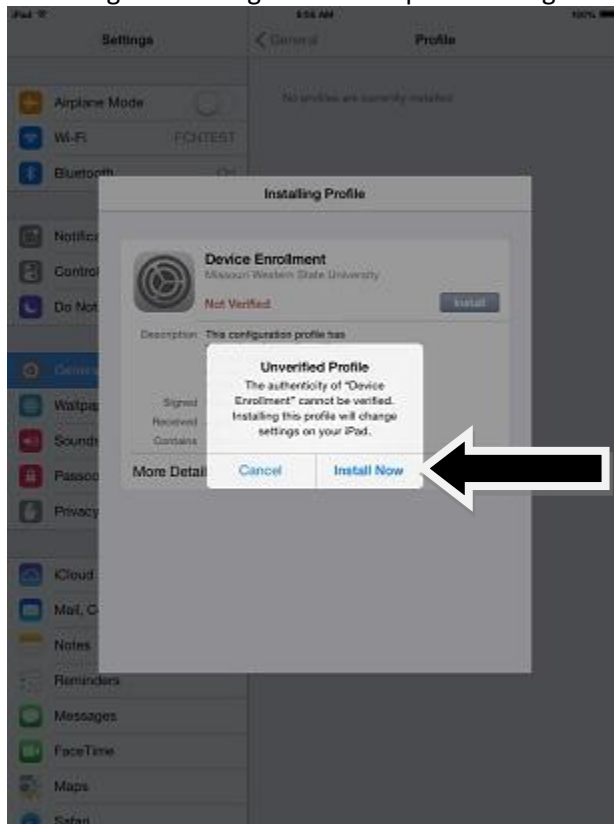 iPad
8:56 AM
100%
Settings
General
Profile
No profiles are currently installed
Airplane Mode
Wi-Fi FCNTEST
Bluetooth On
Installing Profile
Device Enrollment
Missouri Western State University
Not Verified
Install
Description This configuration profile has
Unverified Profile
The authenticity of "Device
Enrollment" cannot be verified.
Installing this profile will change
settings on your iPad.
Cancel Install Now
Signed
Received
Contains
More Detail
Notific
Control
Do Not
General
Wallpap
Sounds
Passco
Privacy
iCloud
Mail, C
Notes
Reminders
Messages
FaceTime
Maps
Safari